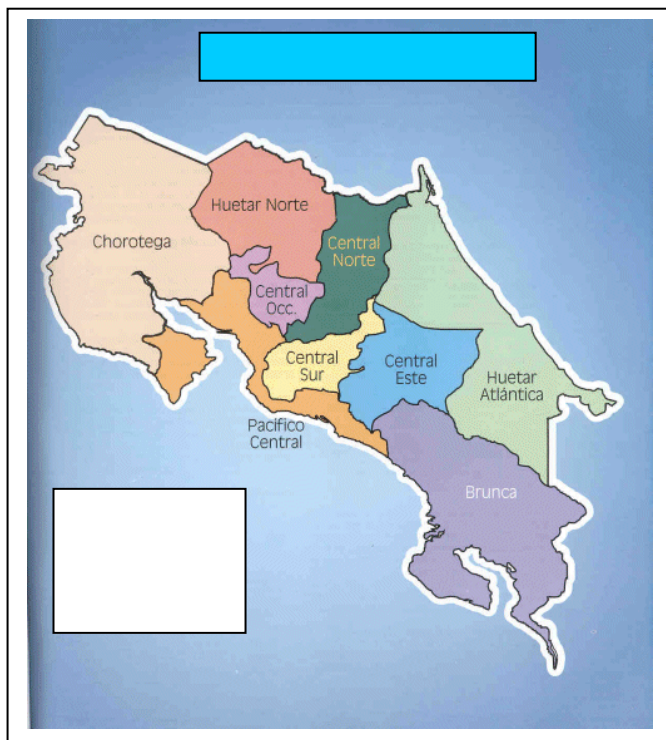 Huetar Norte
Chorotega
Central
Norte
Central
Occ.
Central
Sur
Central
Este
Huetar
Atlántica
Pacífico
Central
Brunca